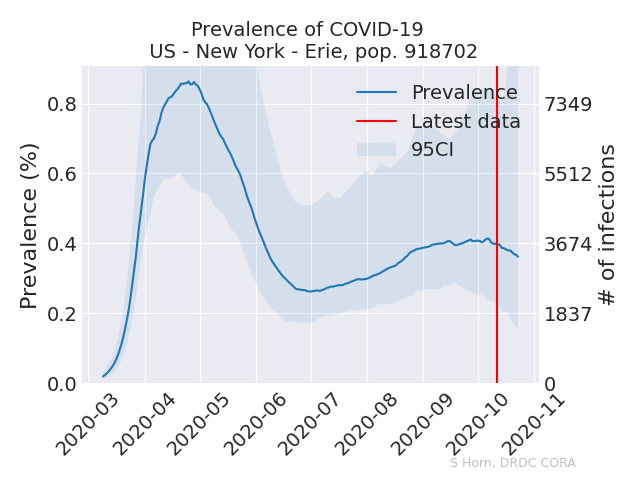 Prevalence of COVID-19
US - New York - Erie, pop. 918702
Prevalence
Latest data
95CI
Prevalence (%)
0.8
0.6
0.4
0.2
0.0
7349
5512
3674
1837
0
# of infections
2020-03
2020-04
2020-05
2020-06
2020-07
2020-08
2020-09
2020-10
2020-11
S Horn, DRDC CORA